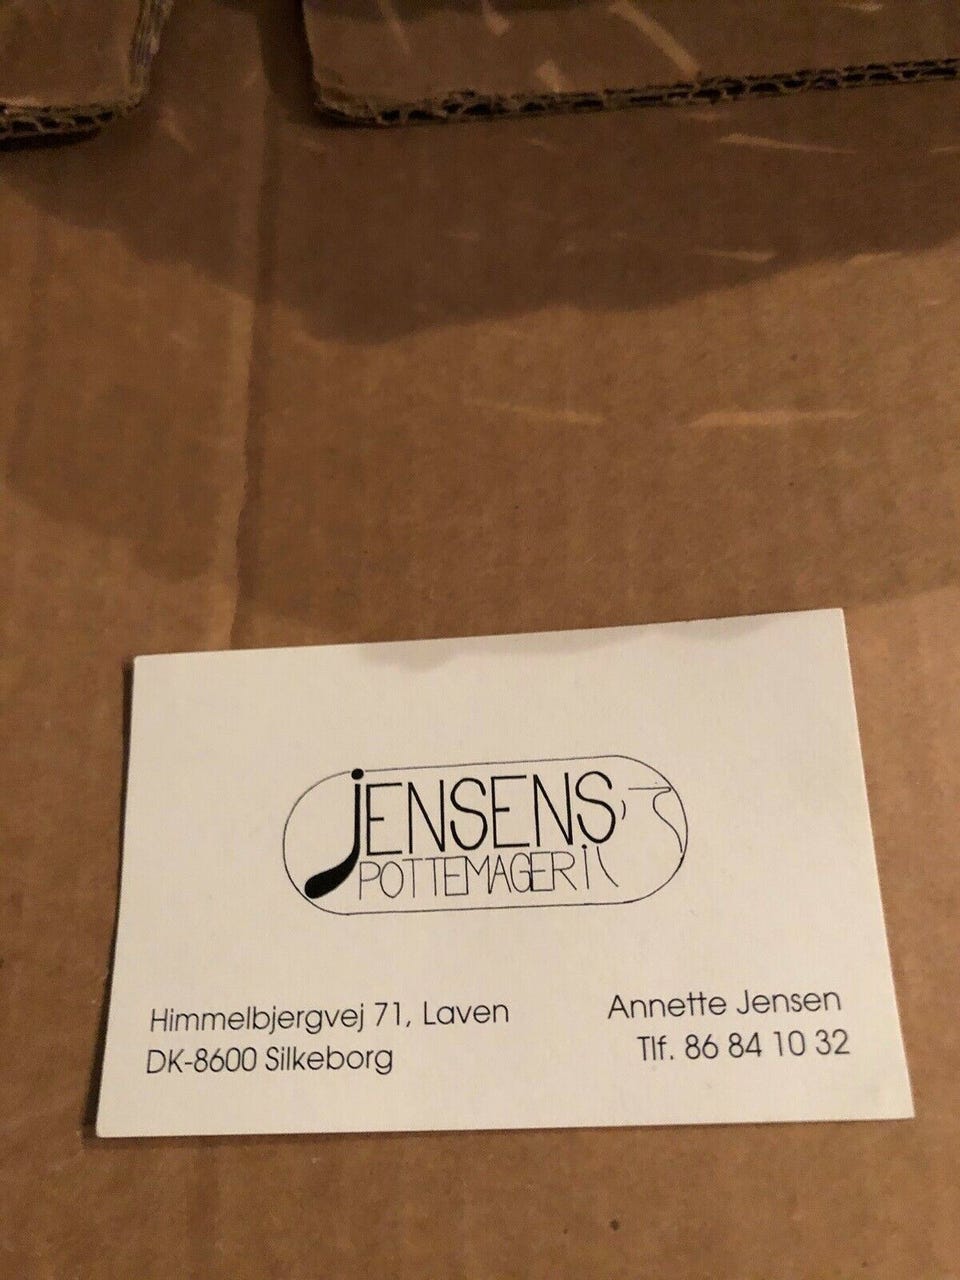 JENSENS
POTTEMAGERi
Himmelbjergvej 71, Laven
DK-8600 Silkeborg
Annette Jensen
Tlf. 86 84 10 32